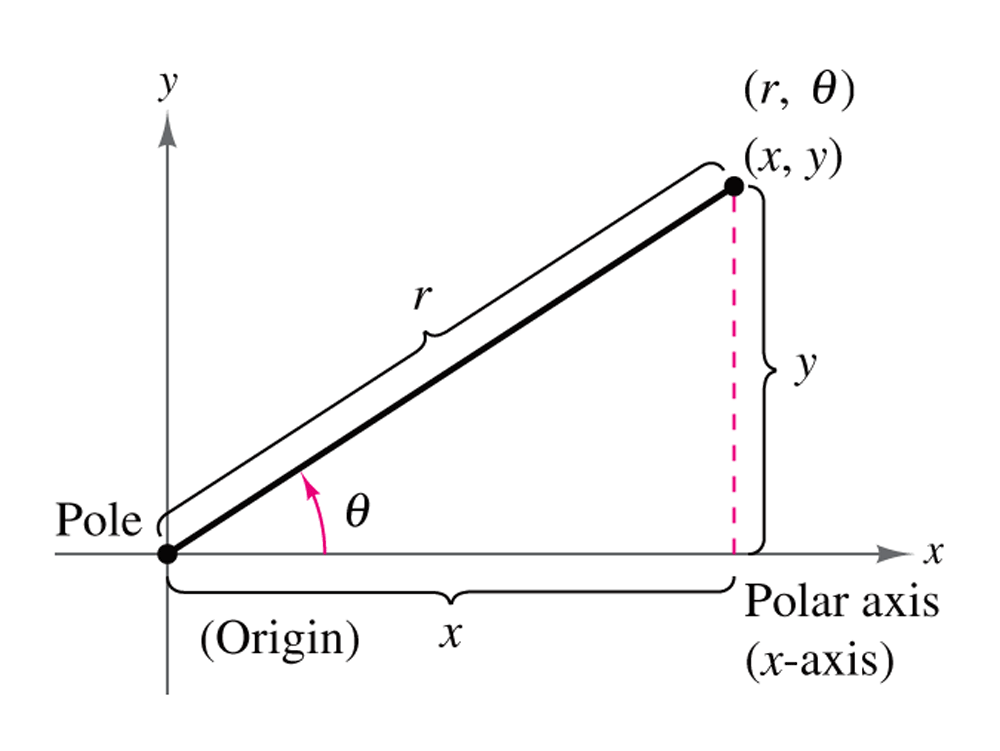 y
(r, θ)
(x, y)
r
y
Pole
θ
x
(Origin)
x
Polar axis
(x-axis)